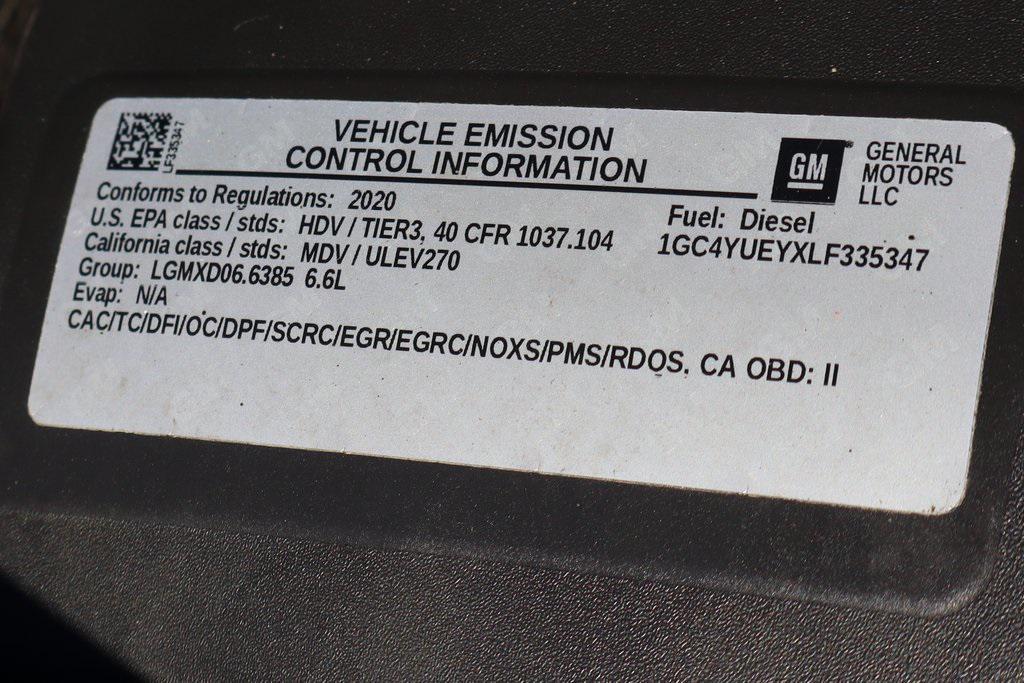 LF335347
VEHICLE EMISSION
CONTROL INFORMATION
GM
GENERAL
MOTORS
LLC
Conforms to Regulations: 2020
U.S. EPA class / stds: HDV / TIER3, 40 CFR 1037.104
California class / stds: MDV / ULEV270
Group: LGMXD06.6385 6.6L
Evap: N/A
Fuel: Diesel
1GC4YUEYXLF335347
CAC/TC/DFI/OC/DPF/SCRC/EGR/EGRC/NOXS/PMS/RDQS. CA OBD: II